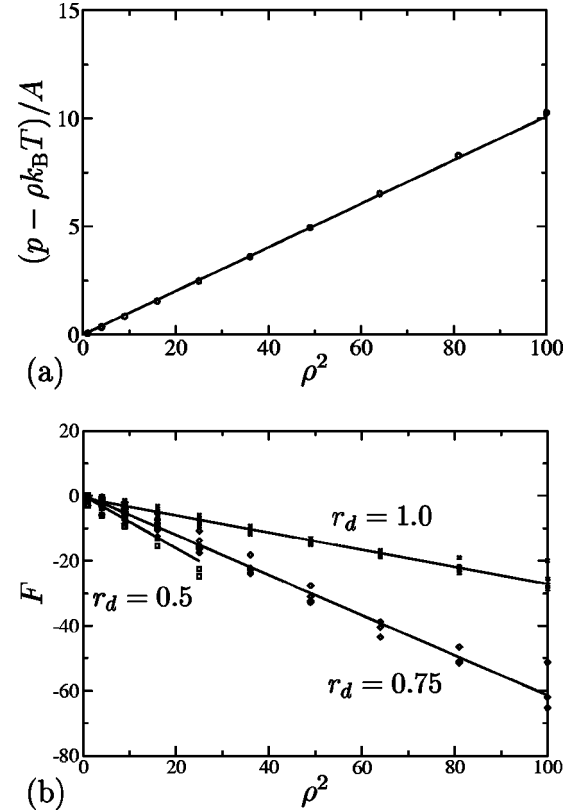 15
10
5
0
(p − ρk_BT)/A
0 20 40 60 80 100
(a)
ρ²
20
0
-20
-40
-60
-80
F
r_d = 1.0
r_d = 0.5
r_d = 0.75
0 20 40 60 80 100
(b)
ρ²